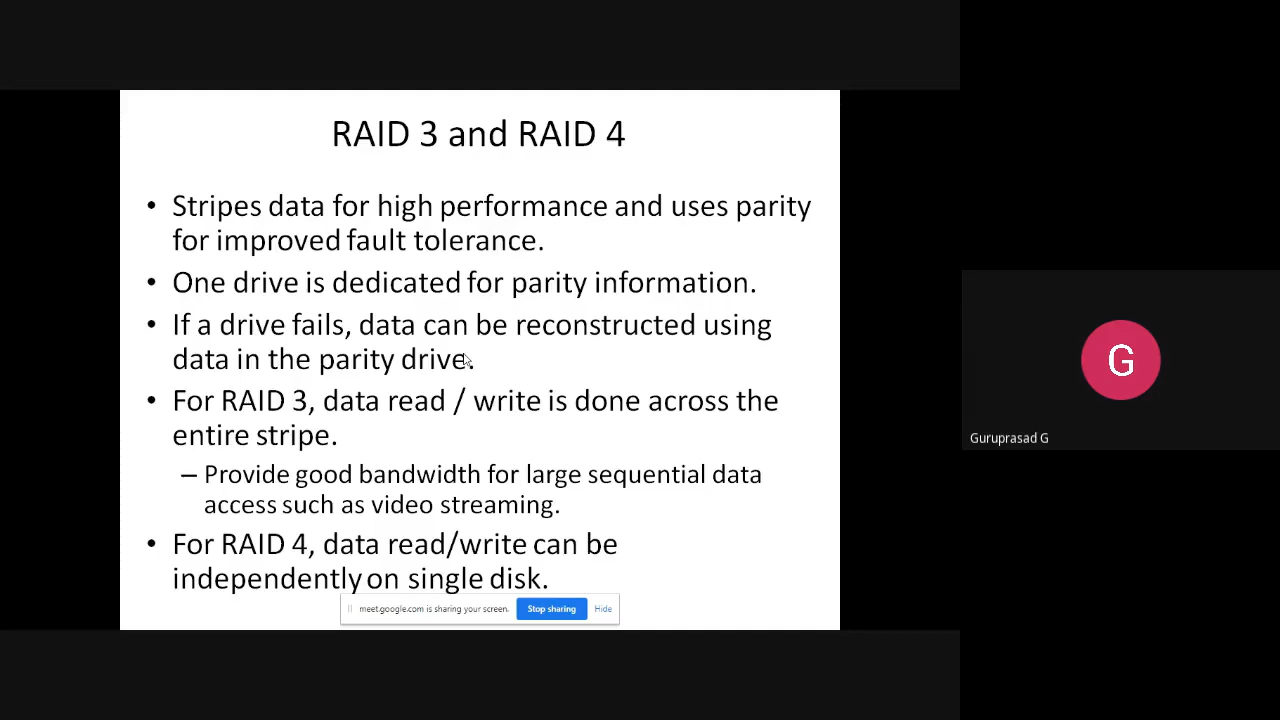 RAID 3 and RAID 4
• Stripes data for high performance and uses parity
for improved fault tolerance.
• One drive is dedicated for parity information.
• If a drive fails, data can be reconstructed using
data in the parity drive.
• For RAID 3, data read / write is done across the
entire stripe.
– Provide good bandwidth for large sequential data
access such as video streaming.
• For RAID 4, data read/write can be
independently on single disk.
meet.google.com is sharing your screen. Stop sharing Hide
G
Guruprasad G